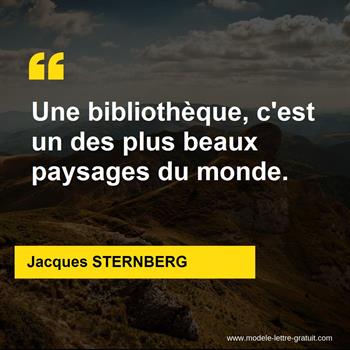 Une bibliothèque, c'est
un des plus beaux
paysages du monde.
Jacques STERNBERG
www.modele-lettre-gratuit.com